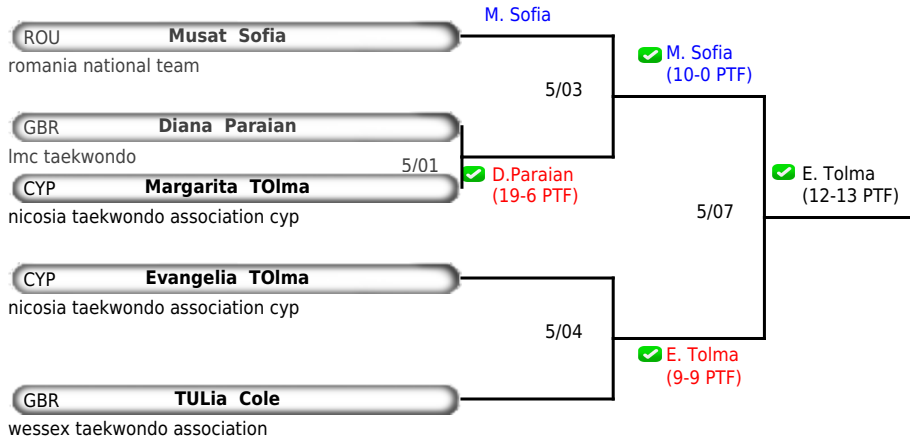 M. Sofia
ROU Musat Sofia
romania national team
M. Sofia
(10-0 PTF)
5/03
GBR Diana Paraian
lmc taekwondo
5/01
D.Paraian
(19-6 PTF)
CYP Margarita TOlma
nicosia taekwondo association cyp
E. Tolma
(12-13 PTF)
5/07
CYP Evangelia TOlma
nicosia taekwondo association cyp
5/04
E. Tolma
(9-9 PTF)
GBR TULia Cole
wessex taekwondo association